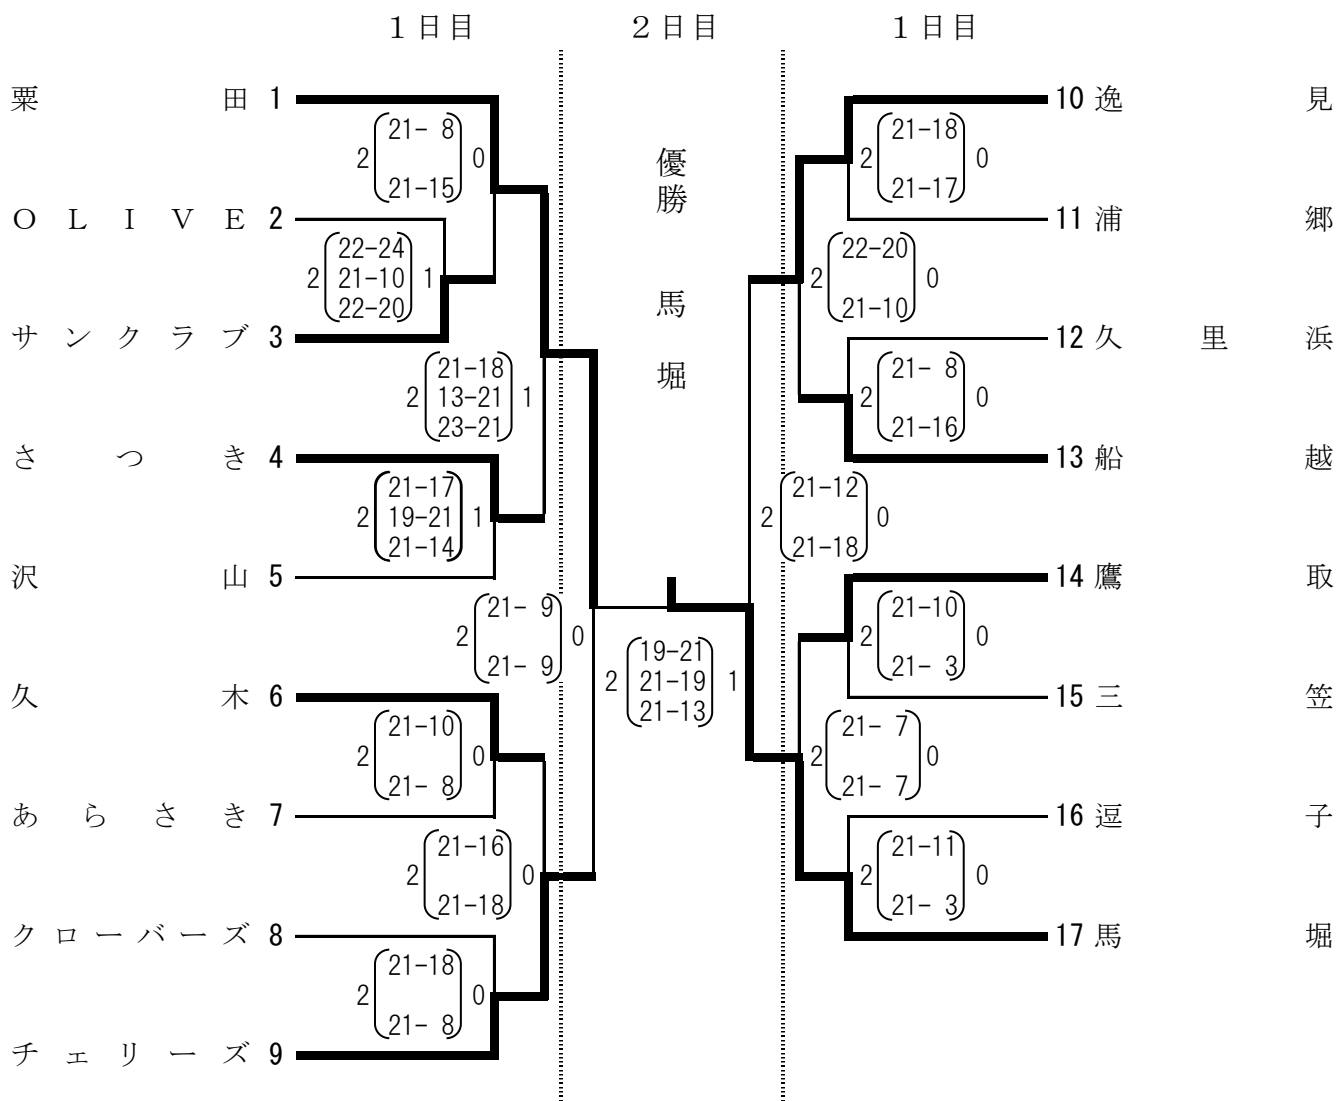 １日目 ２日目 １日目
粟田 1 10 逸見
21- 8 21-18
2 0 優勝 馬堀 2 0
21-15 21-17
ＯＬＩＶＥ 2 11 浦郷
22-24 22-20
2 21-10 1 2 0
22-20 21-10
サンクラブ 3 12 久里浜
21-18 21- 8
2 13-21 1 2 0
23-21 21-16
さつき 4 13 船越
21-17 21-12
2 19-21 1 2 0
21-14 21-18
沢山 5 14 鷹取
21- 9 21-10
2 0 2 0
21- 9 21- 3
19-21
2 21-19 1
21-13
久木 6 15 三笠
21-10 21- 7
2 0 2 0
21- 8 21- 7
あらさき 7 16 逗子
21-16 21-11
2 0 2 0
21-18 21- 3
クローバーズ 8 17 馬堀
21-18
2 0
21- 8
チェリーズ 9